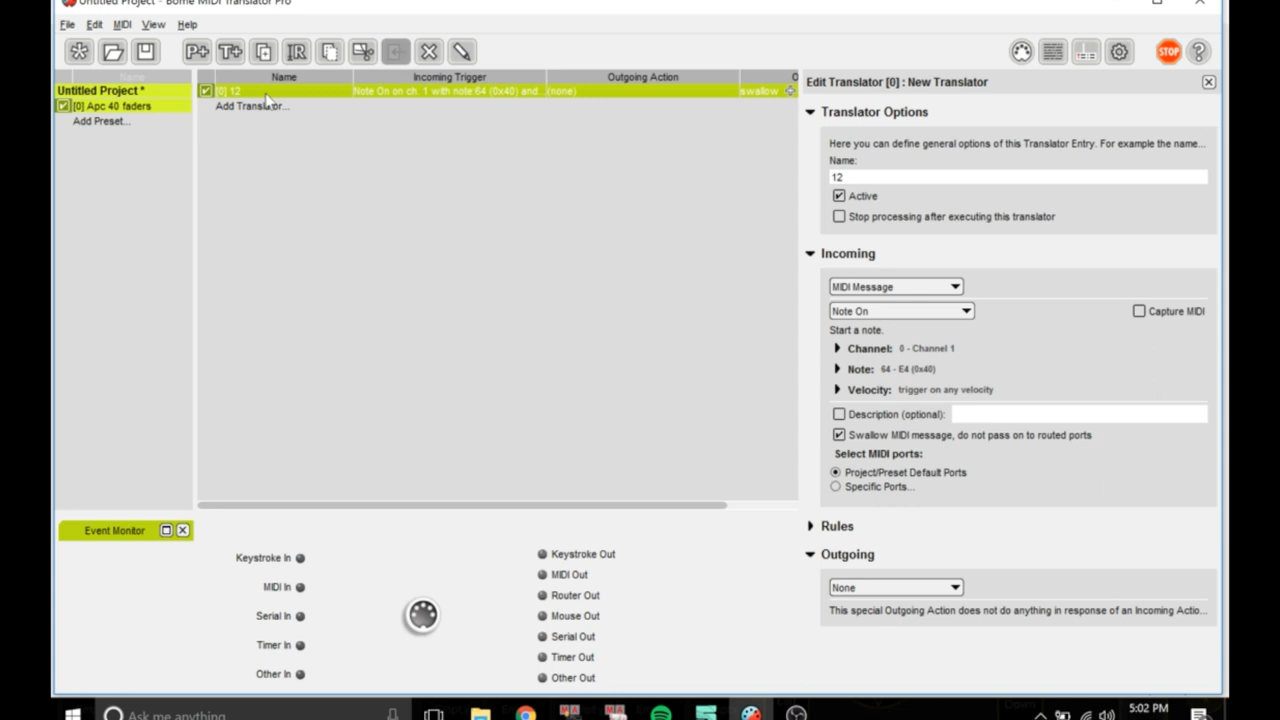 Untitled Project - Bome MIDI Translator Pro
File Edit MIDI View Help
P+ T+ IR STOP ?
Name
Untitled Project *
[0] Apc 40 faders
Add Preset...
Name Incoming Trigger Outgoing Action O
[0] 12 Note On on ch. 1 with note:64 (0x40) and... (none) swallow
Add Translator...
Edit Translator [0] : New Translator
Translator Options
Here you can define general options of this Translator Entry. For example the name...
Name:
12
Active
Stop processing after executing this translator
Incoming
MIDI Message
Note On Capture MIDI
Start a note.
Channel: 0 - Channel 1
Note: 64 - E4 (0x40)
Velocity: trigger on any velocity
Description (optional):
Swallow MIDI message, do not pass on to routed ports
Select MIDI ports:
Project/Preset Default Ports
Specific Ports...
Rules
Outgoing
None
This special Outgoing Action does not do anything in response of an Incoming Actio...
Event Monitor
Keystroke In
MIDI In
Serial In
Timer In
Other In
Keystroke Out
MIDI Out
Router Out
Mouse Out
Serial Out
Timer Out
Other Out
Ask me anything
5:02 PM